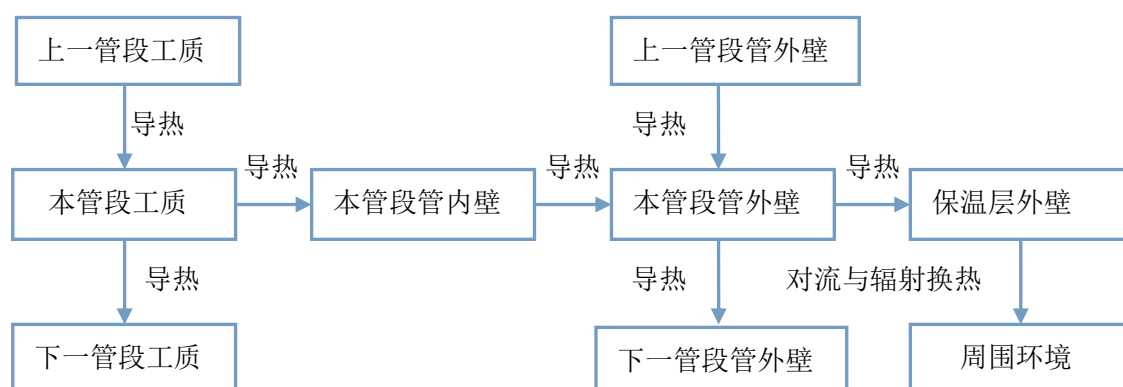 上一管段工质
上一管段管外壁
导热
导热
导热
导热
导热
本管段工质
本管段管内壁
本管段管外壁
保温层外壁
导热
导热
对流与辐射换热
下一管段工质
下一管段管外壁
周围环境